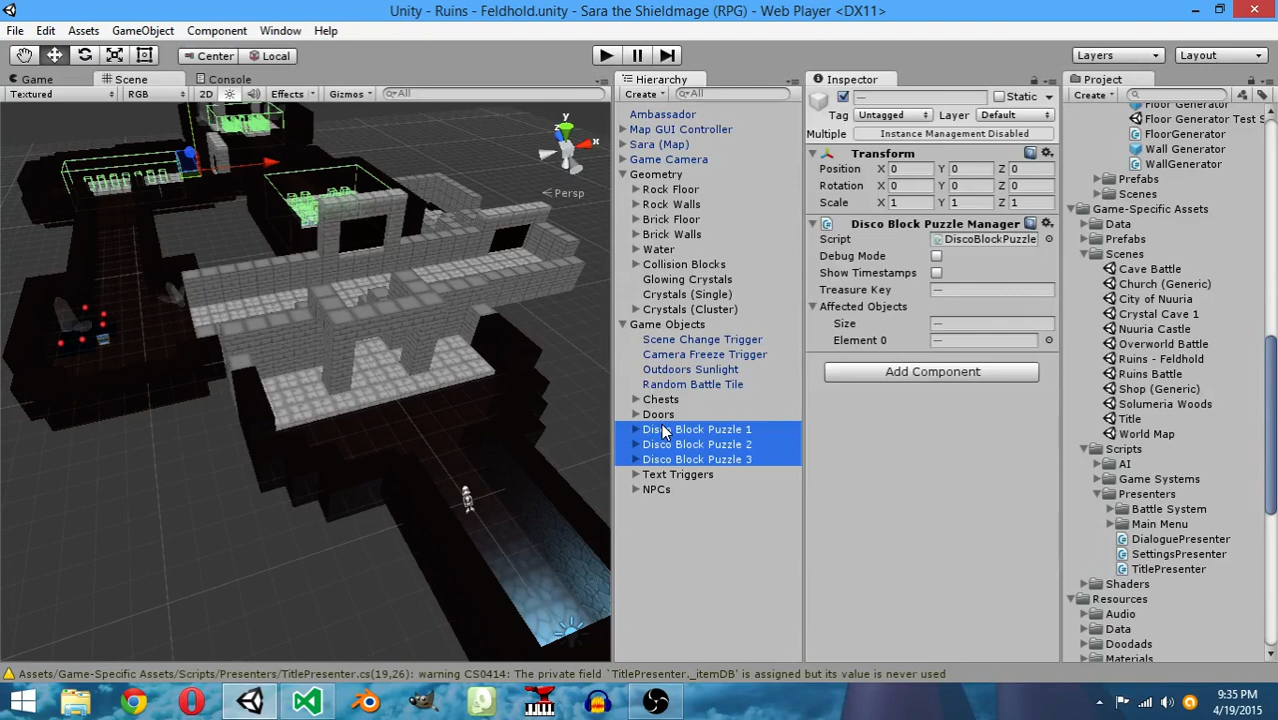 Unity - Ruins - Feldhold.unity - Sara the Shieldmage (RPG) - Web Player <DX11>
File Edit Assets GameObject Component Window Help
Center Local Layers Layout
Game Scene Console
Textured RGB 2D Effects Gizmos All
y
x
Persp
Hierarchy
Create All
Ambassador
Map GUI Controller
Sara (Map)
Game Camera
Geometry
Rock Floor
Rock Walls
Brick Floor
Brick Walls
Water
Collision Blocks
Glowing Crystals
Crystals (Single)
Crystals (Cluster)
Game Objects
Scene Change Trigger
Camera Freeze Trigger
Outdoors Sunlight
Random Battle Tile
Chests
Doors
Disco Block Puzzle 1
Disco Block Puzzle 2
Disco Block Puzzle 3
Text Triggers
NPCs
Inspector
— Static
Tag Untagged Layer Default
Multiple Instance Management Disabled
Transform
Position X 0 Y 0 Z 0
Rotation X 0 Y 0 Z 0
Scale X 1 Y 1 Z 1
Disco Block Puzzle Manager
Script DiscoBlockPuzzle
Debug Mode
Show Timestamps
Treasure Key —
Affected Objects
Size —
Element 0 —
Add Component
Project
Create
Floor Generator
Floor Generator Test S
FloorGenerator
Wall Generator
WallGenerator
Prefabs
Scenes
Game-Specific Assets
Data
Prefabs
Scenes
Cave Battle
Church (Generic)
City of Nuuria
Crystal Cave 1
Nuuria Castle
Overworld Battle
Ruins - Feldhold
Ruins Battle
Shop (Generic)
Solumeria Woods
Title
World Map
Scripts
AI
Game Systems
Presenters
Battle System
Main Menu
DialoguePresenter
SettingsPresenter
TitlePresenter
Shaders
Resources
Audio
Data
Doodads
Materials
Assets/Game-Specific Assets/Scripts/Presenters/TitlePresenter.cs(19,26): warning CS0414: The private field `TitlePresenter._itemDB' is assigned but its value is never used
9:35 PM
4/19/2015